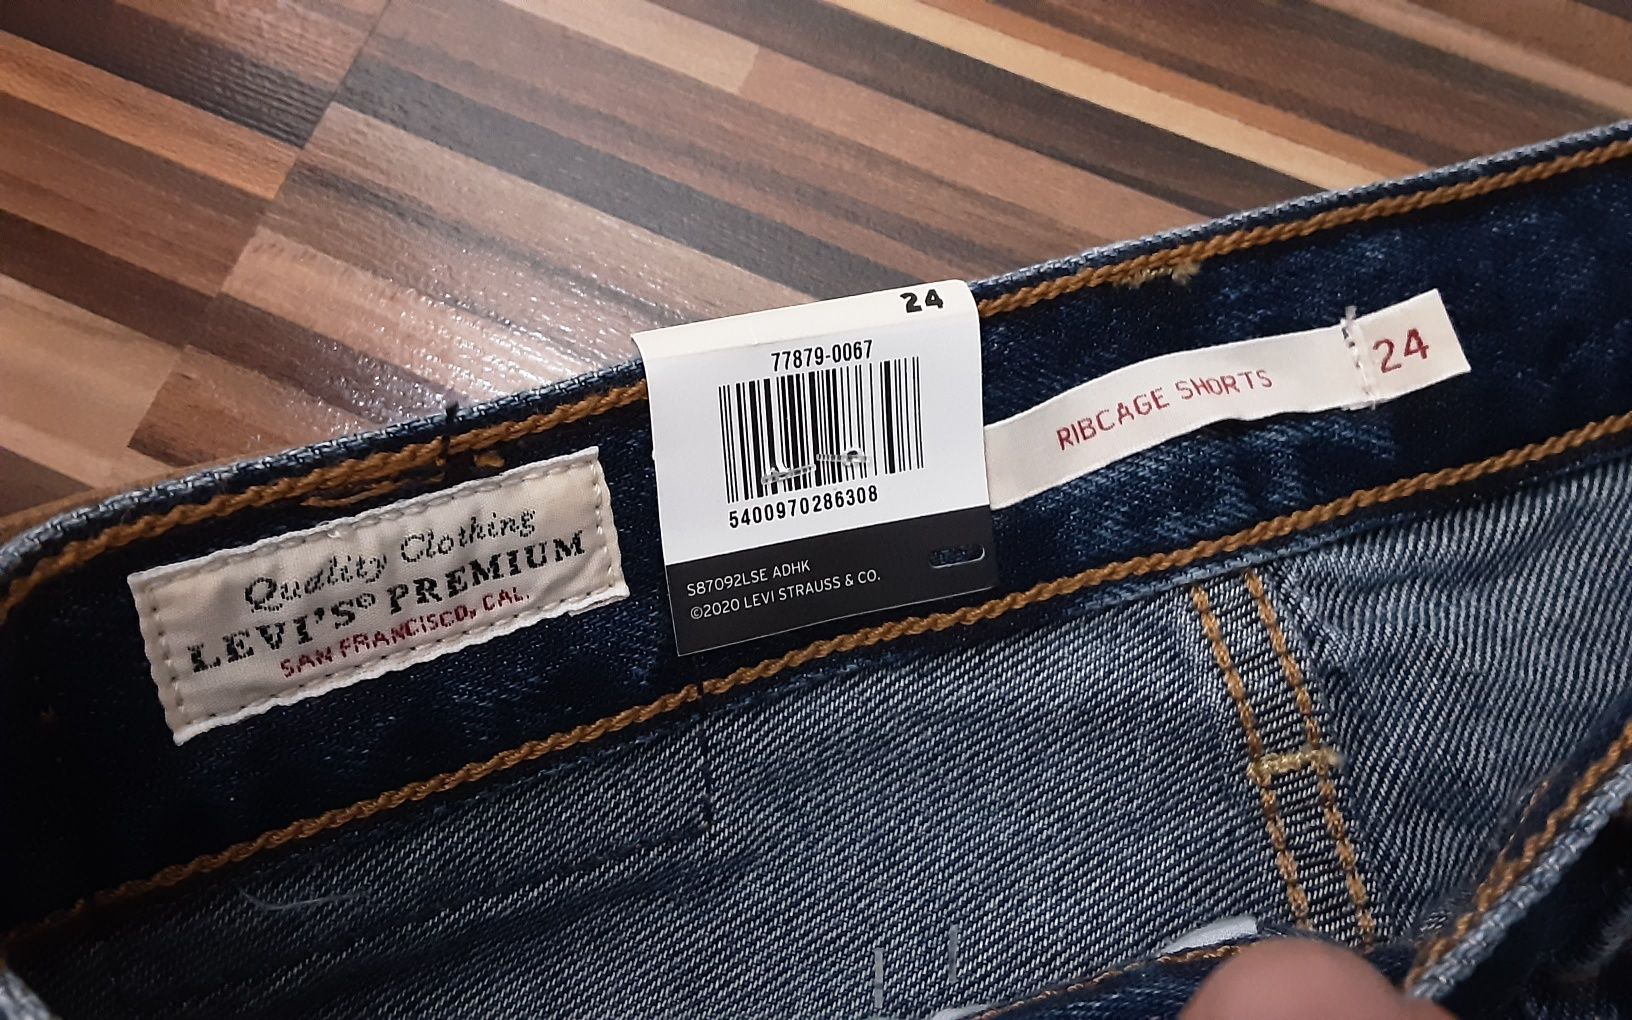 24
77879-0067
5400970286308
S87092LSE ADHK
©2020 LEVI STRAUSS & CO.
Quality Clothing
LEVI'S® PREMIUM
SAN FRANCISCO, CAL.
RIBCAGE SHORTS
24